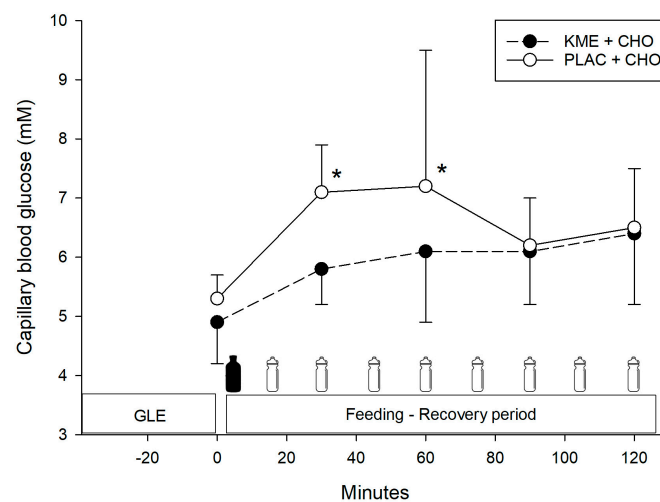 10
9
8
7
6
5
4
3
Capillary blood glucose (mM)
KME + CHO
PLAC + CHO
*
*
GLE
Feeding - Recovery period
-20 0 20 40 60 80 100 120
Minutes